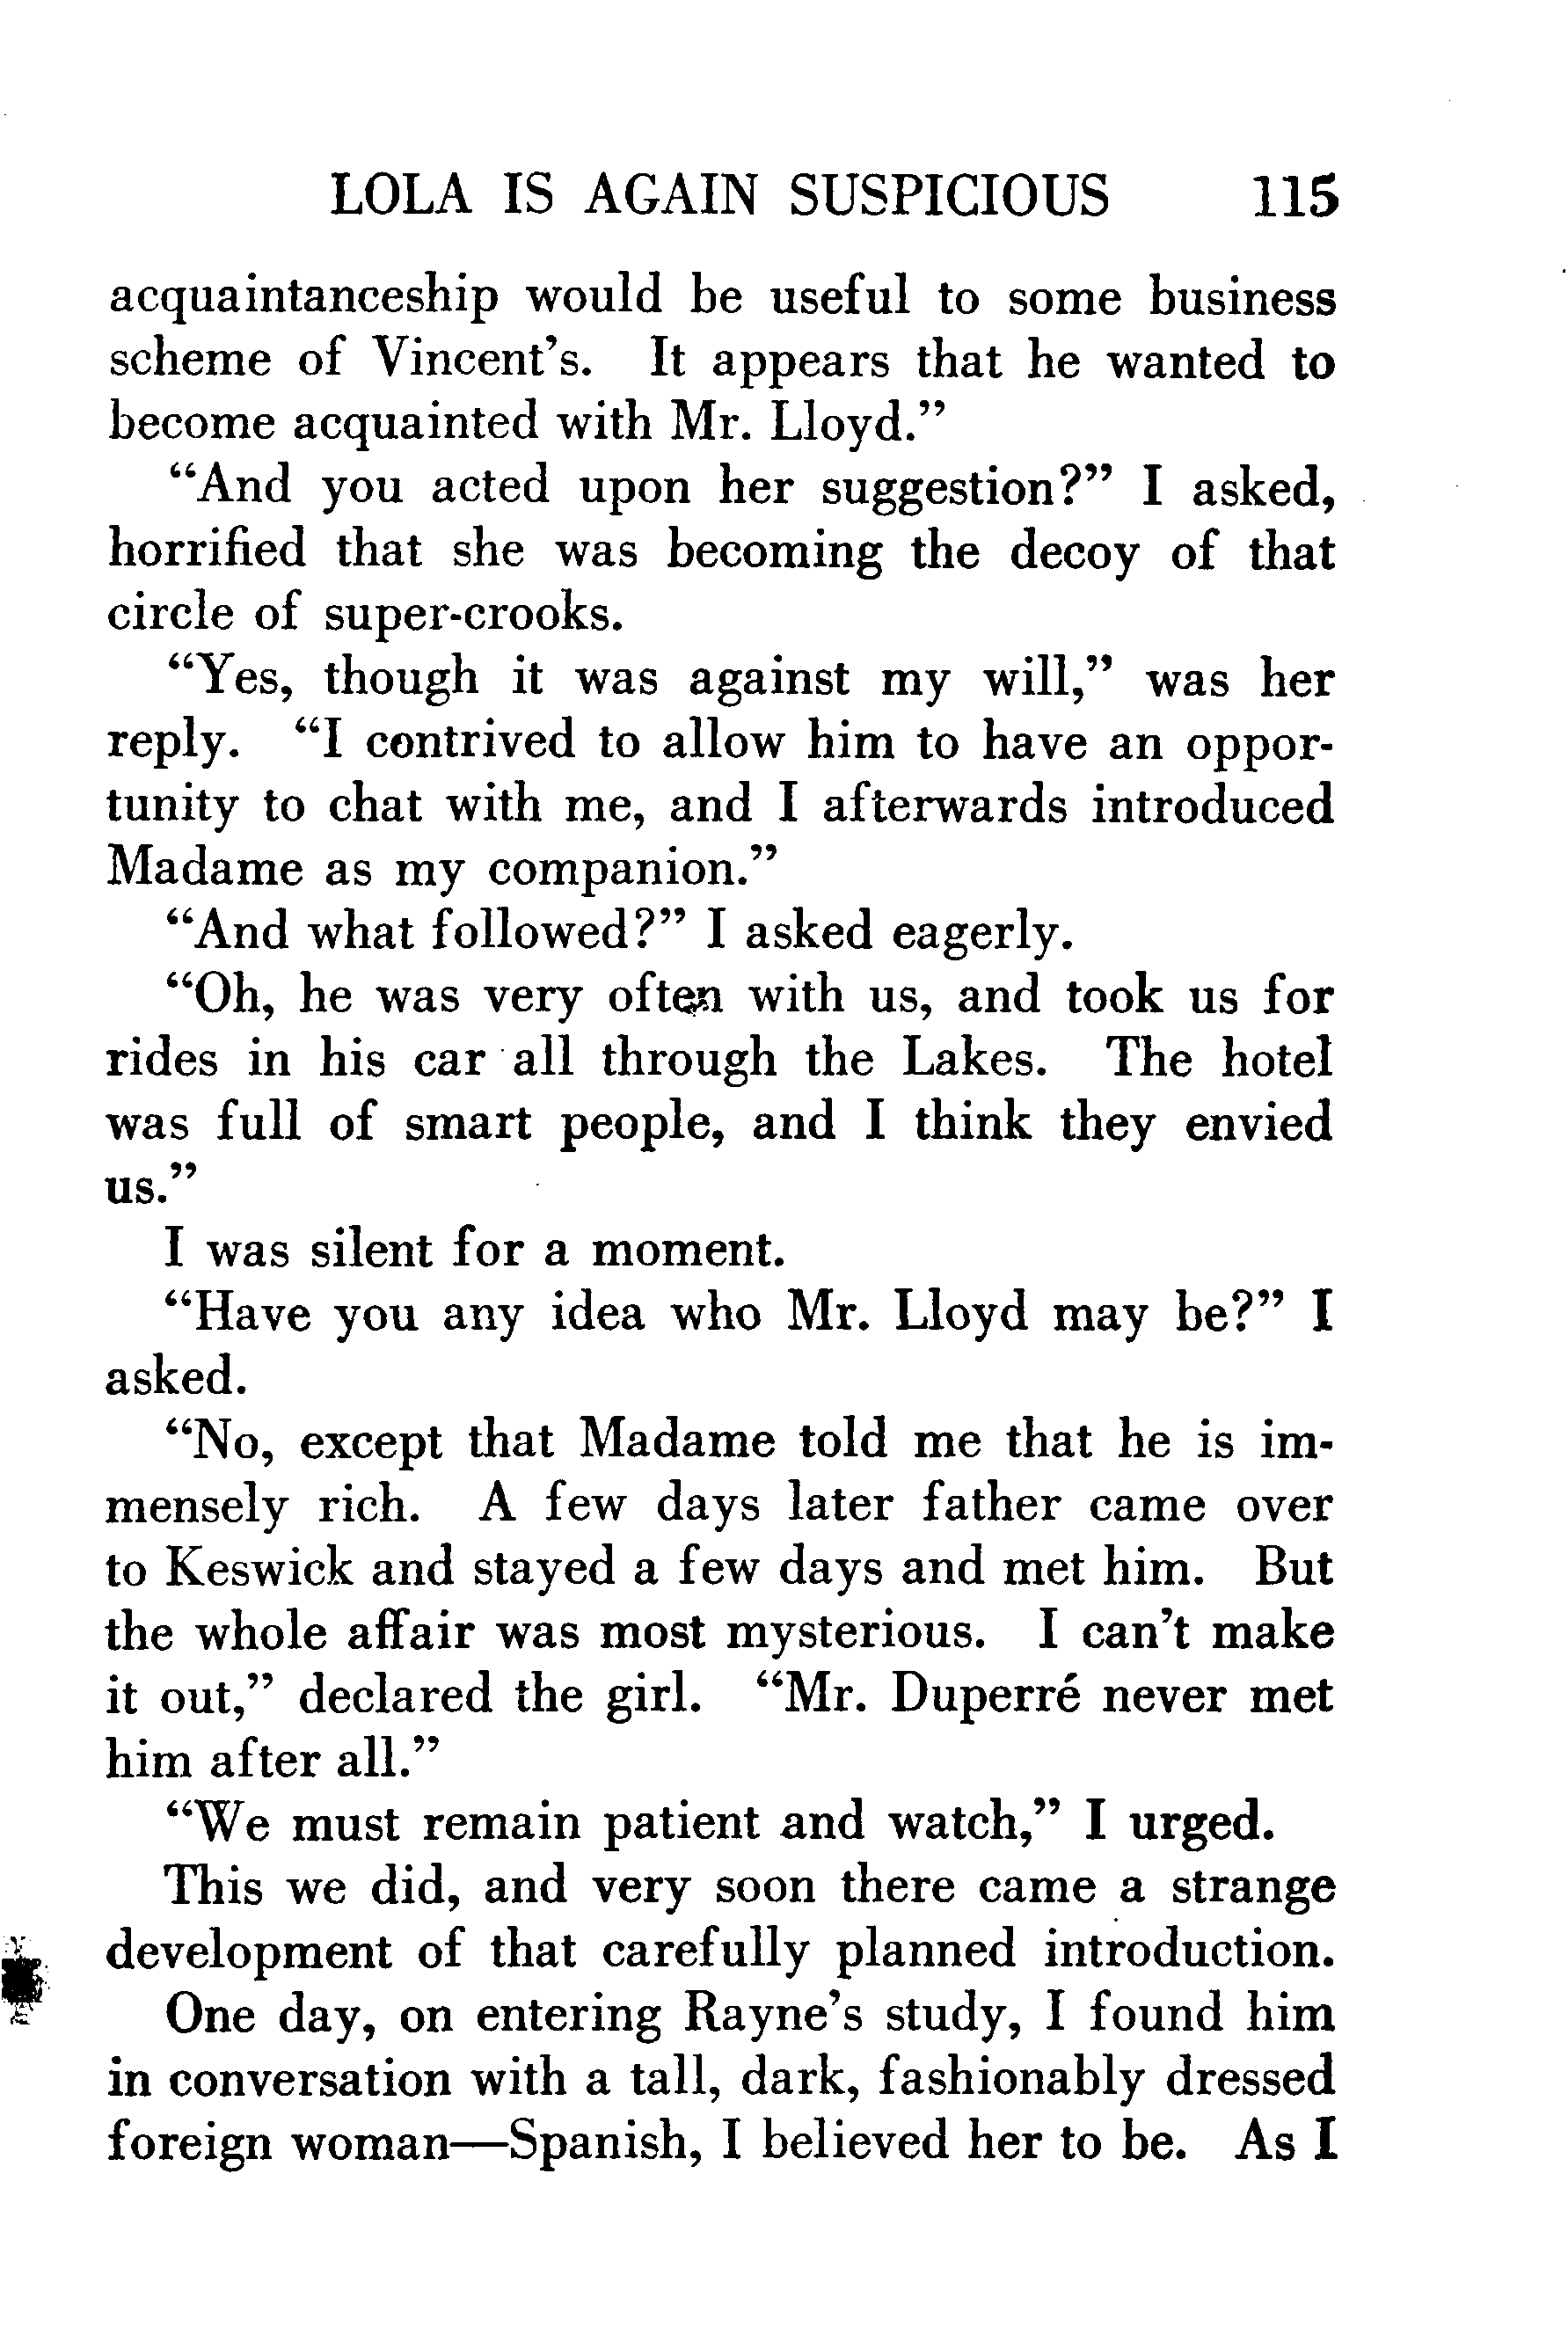 LOLA IS AGAIN SUSPICIOUS 115
acquaintanceship would be useful to some business
scheme of Vincent's. It appears that he wanted to
become acquainted with Mr. Lloyd."
"And you acted upon her suggestion?" I asked,
horrified that she was becoming the decoy of that
circle of super-crooks.
"Yes, though it was against my will," was her
reply. "I contrived to allow him to have an oppor-
tunity to chat with me, and I afterwards introduced
Madame as my companion."
"And what followed?" I asked eagerly.
"Oh, he was very often with us, and took us for
rides in his car all through the Lakes. The hotel
was full of smart people, and I think they envied
us."
I was silent for a moment.
"Have you any idea who Mr. Lloyd may be?" I
asked.
"No, except that Madame told me that he is im-
mensely rich. A few days later father came over
to Keswick and stayed a few days and met him. But
the whole affair was most mysterious. I can't make
it out," declared the girl. "Mr. Duperré never met
him after all."
"We must remain patient and watch," I urged.
This we did, and very soon there came a strange
development of that carefully planned introduction.
One day, on entering Rayne's study, I found him
in conversation with a tall, dark, fashionably dressed
foreign woman—Spanish, I believed her to be. As I